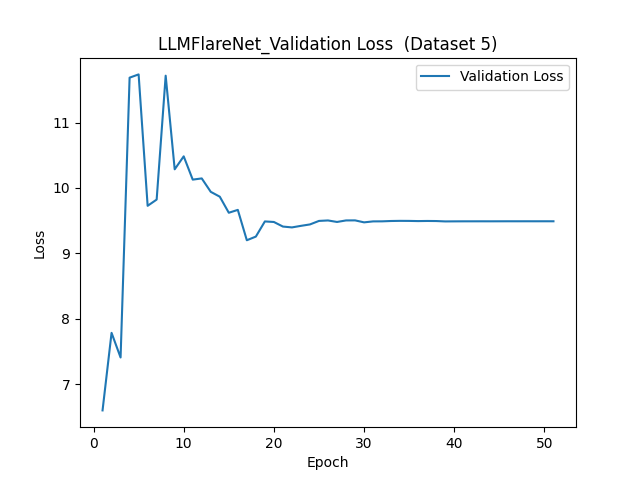 LLMFlareNet_Validation Loss  (Dataset 5)
Validation Loss
11
10
9
8
7
Loss
0 10 20 30 40 50
Epoch